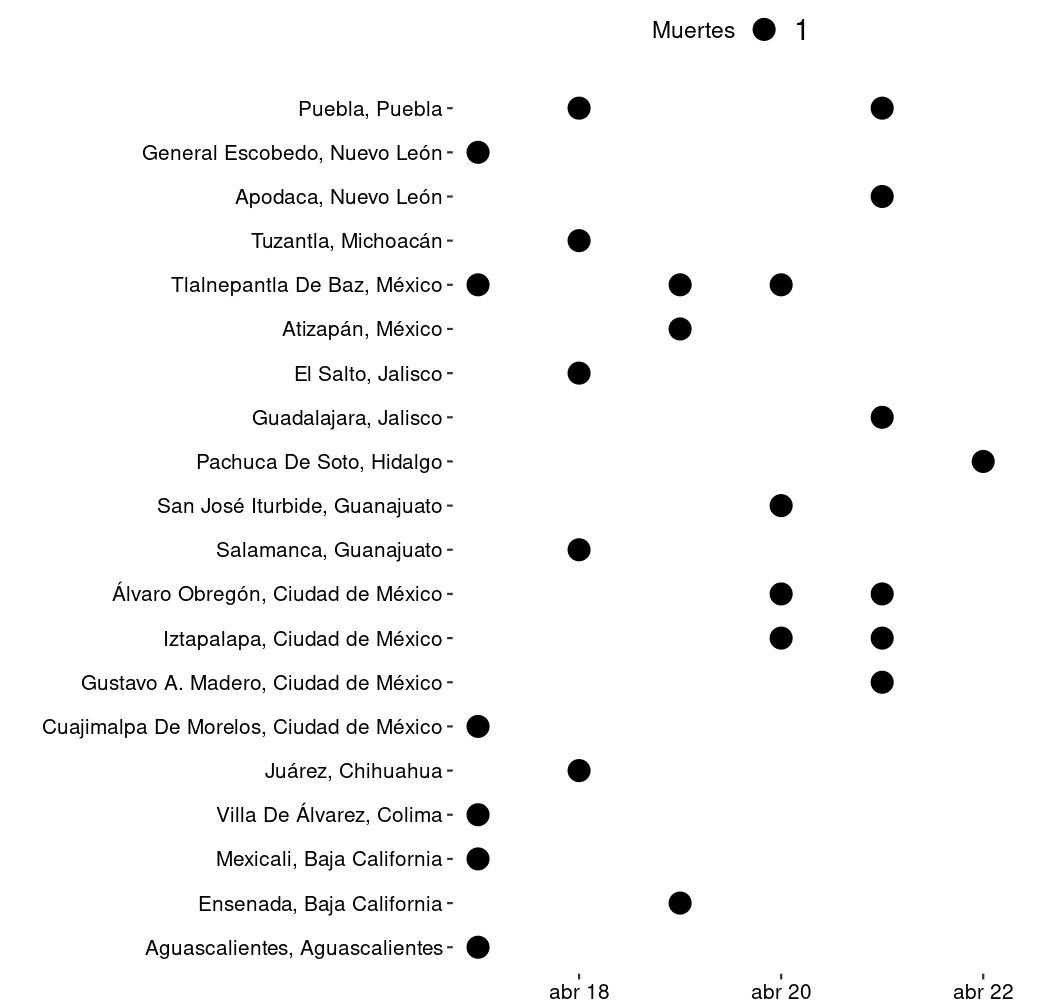 Muertes 1
Puebla, Puebla
General Escobedo, Nuevo León
Apodaca, Nuevo León
Tuzantla, Michoacán
Tlalnepantla De Baz, México
Atizapán, México
El Salto, Jalisco
Guadalajara, Jalisco
Pachuca De Soto, Hidalgo
San José Iturbide, Guanajuato
Salamanca, Guanajuato
Álvaro Obregón, Ciudad de México
Iztapalapa, Ciudad de México
Gustavo A. Madero, Ciudad de México
Cuajimalpa De Morelos, Ciudad de México
Juárez, Chihuahua
Villa De Álvarez, Colima
Mexicali, Baja California
Ensenada, Baja California
Aguascalientes, Aguascalientes
abr 18 abr 20 abr 22